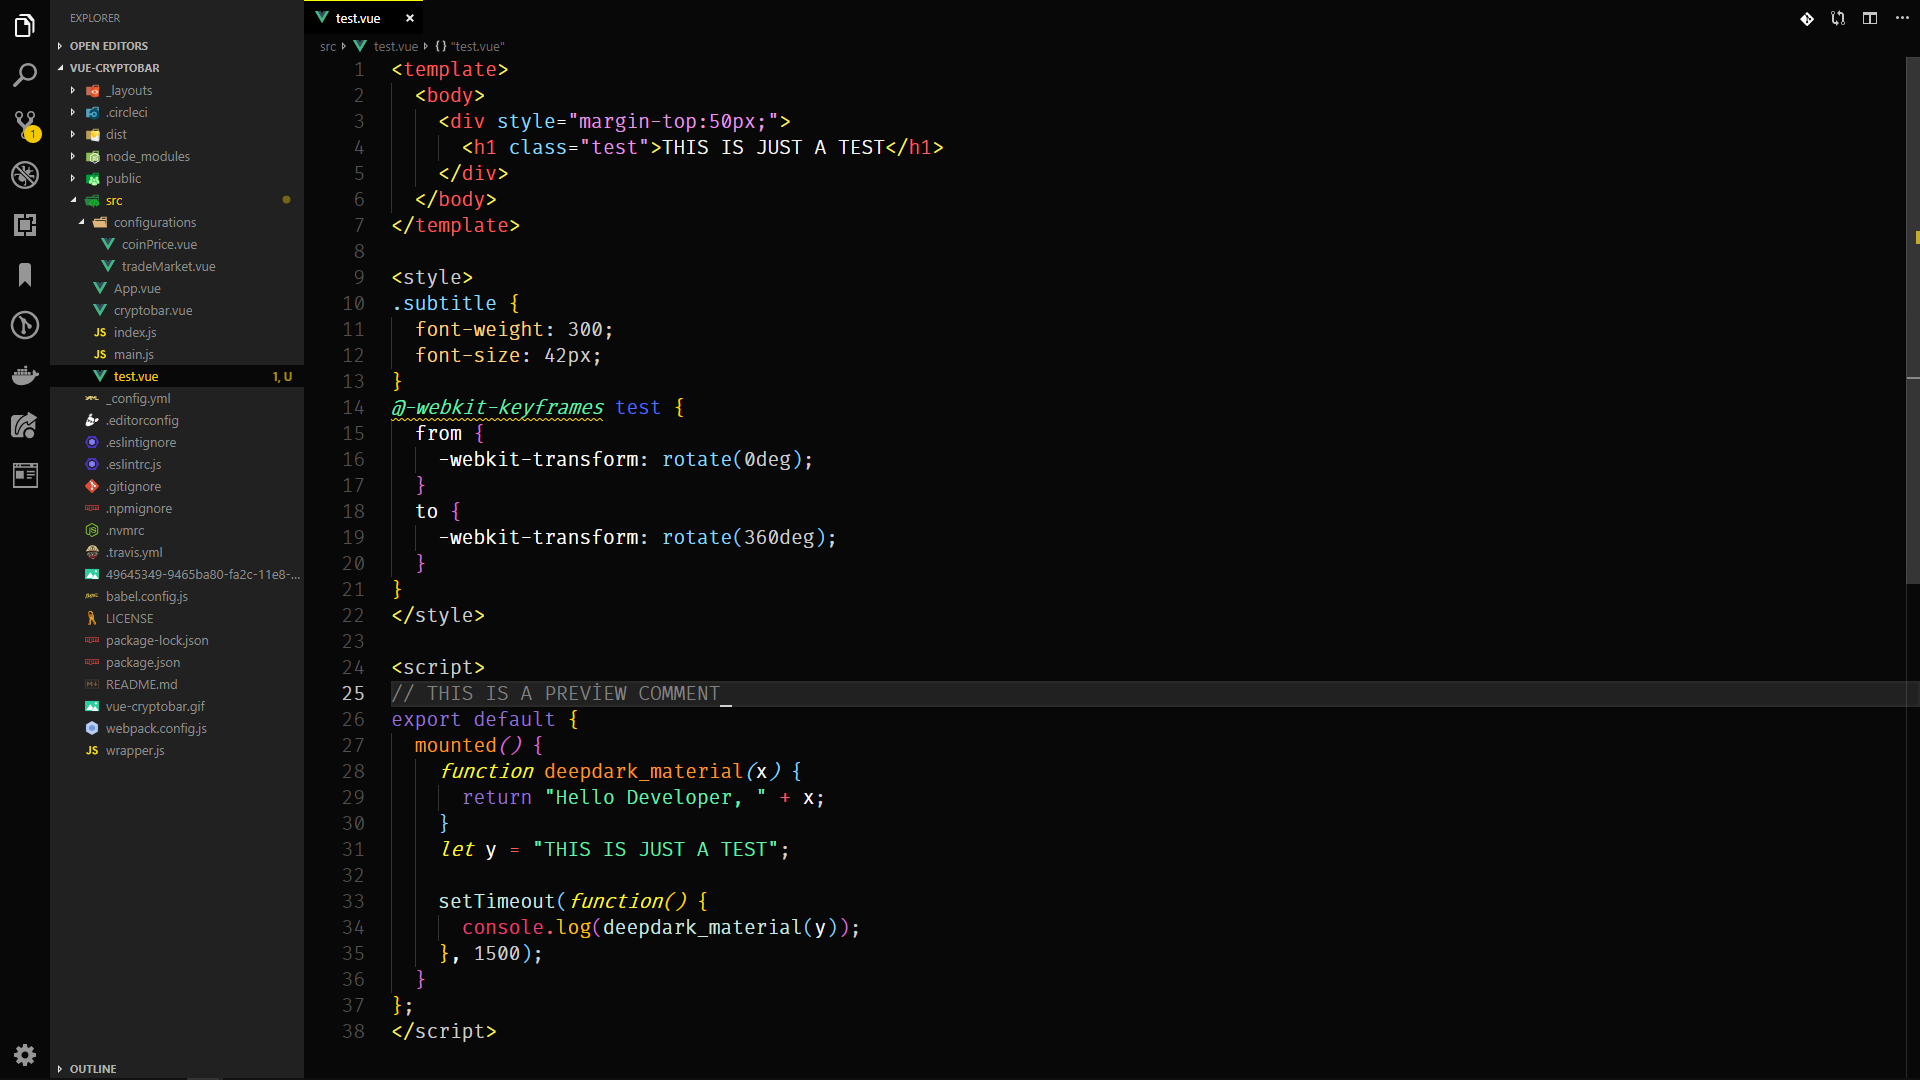 EXPLORER
OPEN EDITORS
VUE-CRYPTOBAR
_layouts
.circleci
dist
node_modules
public
src
configurations
coinPrice.vue
tradeMarket.vue
App.vue
cryptobar.vue
JS index.js
JS main.js
test.vue 1, U
_config.yml
.editorconfig
.eslintignore
.eslintrc.js
.gitignore
.npmignore
.nvmrc
.travis.yml
49645349-9465ba80-fa2c-11e8-...
babel.config.js
LICENSE
package-lock.json
package.json
README.md
vue-cryptobar.gif
webpack.config.js
JS wrapper.js
OUTLINE
1
test.vue ×
src test.vue {} "test.vue"
1 <template>
2   <body>
3     <div style="margin-top:50px;">
4       <h1 class="test">THIS IS JUST A TEST</h1>
5     </div>
6   </body>
7 </template>
8
9 <style>
10 .subtitle {
11   font-weight: 300;
12   font-size: 42px;
13 }
14 @-webkit-keyframes test {
15   from {
16     -webkit-transform: rotate(0deg);
17   }
18   to {
19     -webkit-transform: rotate(360deg);
20   }
21 }
22 </style>
23
24 <script>
25 // THIS IS A PREVİEW COMMENT
26 export default {
27   mounted() {
28     function deepdark_material(x) {
29       return "Hello Developer, " + x;
30     }
31     let y = "THIS IS JUST A TEST";
32
33     setTimeout(function() {
34       console.log(deepdark_material(y));
35     }, 1500);
36   }
37 };
38 </script>